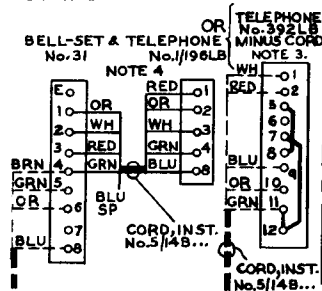 OR
TELEPHONE
No.392LB
MINUS CORD
NOTE 3.
BELL-SET & TELEPHONE
No.31
No.1/196LB
NOTE 4
E
1
2
3
4
5
6
7
8
OR
WH
RED
GRN
BLU
SP
BRN
GRN
OR
BLU
RED
OR
WH
GRN
BLU
1
2
3
4
8
CORD, INST.
No.5/14B...
WH
RED
BLU
OR
GRN
1
2
5
6
7
8
9
10
11
12
CORD, INST.
No.5/14B...